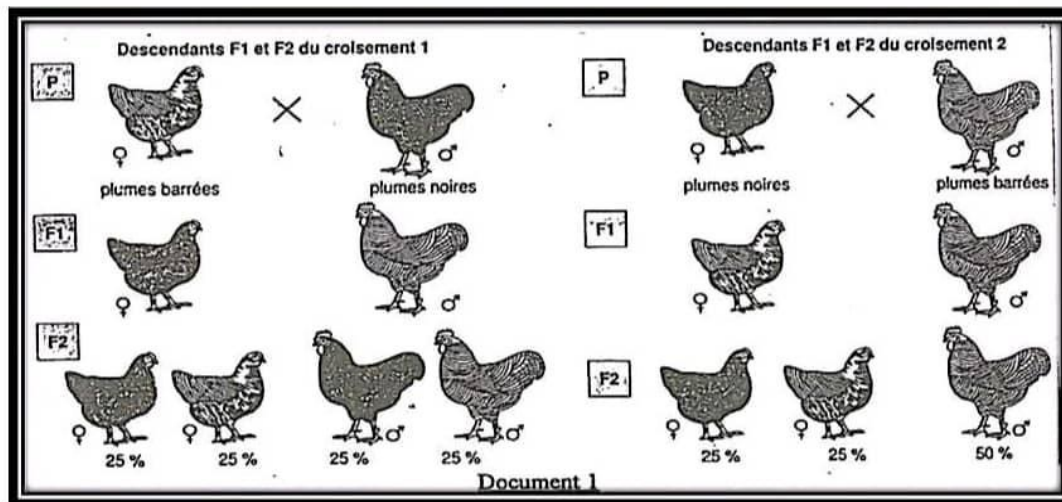 Descendants F1 et F2 du croisement 1
P
♀
♂
plumes barrées
plumes noires
F1
♀
♂
F2
♀
♀
♂
♂
25 %
25 %
25 %
25 %
Descendants F1 et F2 du croisement 2
P
♀
♂
plumes noires
plumes barrées
F1
♀
♂
F2
♀
♀
♂
25 %
25 %
50 %
Document 1